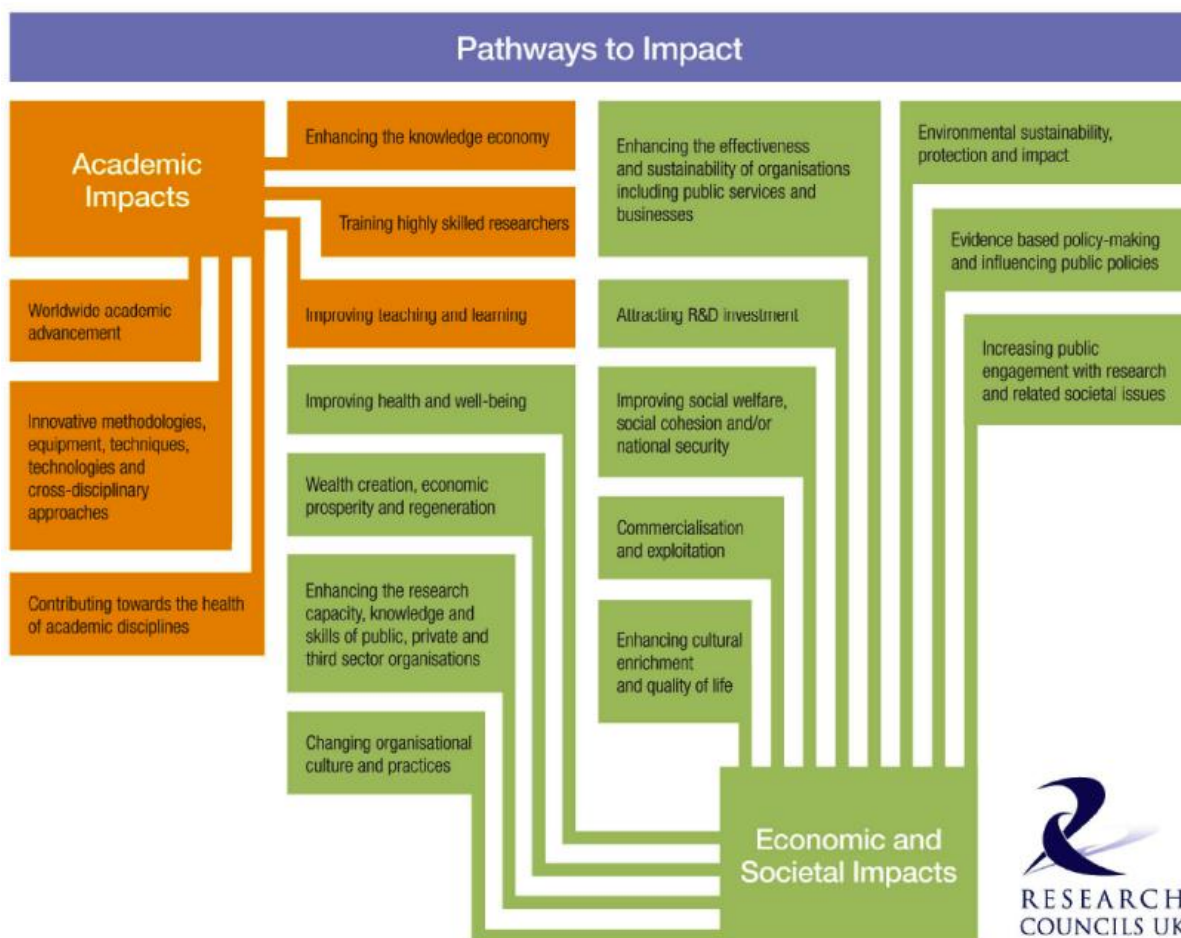 Pathways to Impact
Academic
Impacts
Enhancing the knowledge economy
Training highly skilled researchers
Improving teaching and learning
Worldwide academic
advancement
Innovative methodologies,
equipment, techniques,
technologies and
cross-disciplinary
approaches
Contributing towards the health
of academic disciplines
Improving health and well-being
Wealth creation, economic
prosperity and regeneration
Enhancing the research
capacity, knowledge and
skills of public, private and
third sector organisations
Changing organisational
culture and practices
Enhancing the effectiveness
and sustainability of organisations
including public services and
businesses
Attracting R&D investment
Improving social welfare,
social cohesion and/or
national security
Commercialisation
and exploitation
Enhancing cultural
enrichment
and quality of life
Environmental sustainability,
protection and impact
Evidence based policy-making
and influencing public policies
Increasing public
engagement with research
and related societal issues
Economic and
Societal Impacts
RESEARCH
COUNCILS UK